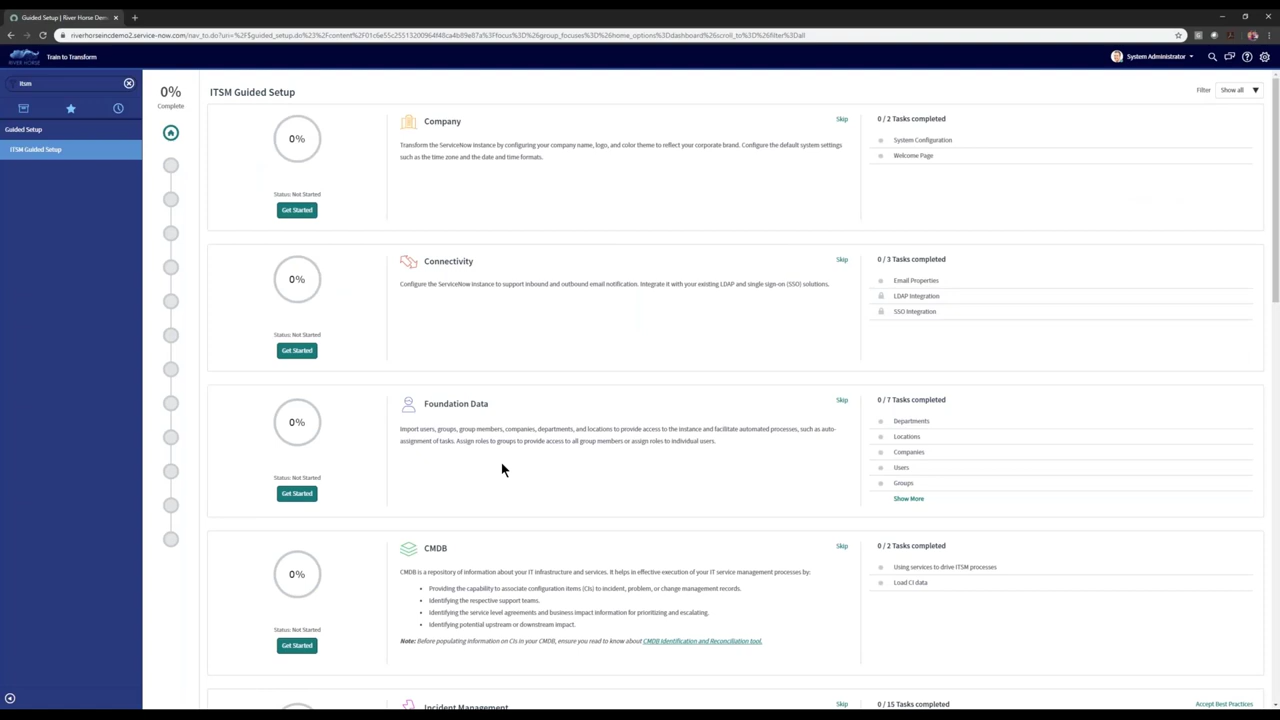 Guided Setup | River Horse Dem
riverhorseincdemo2.service-now.com/nav_to.do?uri=%2F$guided_setup.do%23%2Fcontent%2F01c6e55c25513200455f48ca4b89e87a%3Ffocus%3D%26group_focuses%3D%26home_options%3Ddashboard%26scroll_to%3D%26filter%3Dall
RIVER HORSE
Train to Transform
System Administrator
Itsm
Guided Setup
ITSM Guided Setup
0%
Complete
ITSM Guided Setup
Filter
Show all
0%
Status: Not Started
Get Started
Company
Skip
Transform the ServiceNow instance by configuring your company name, logo, and color theme to reflect your corporate brand. Configure the default system settings
such as the time zone and the date and time formats.
0 / 2 Tasks completed
System Configuration
Welcome Page
0%
Status: Not Started
Get Started
Connectivity
Skip
Configure the ServiceNow instance to support inbound and outbound email notification. Integrate it with your existing LDAP and single sign-on (SSO) solutions.
0 / 3 Tasks completed
Email Properties
LDAP Integration
SSO Integration
0%
Status: Not Started
Get Started
Foundation Data
Skip
Import users, groups, group members, companies, departments, and locations to provide access to the instance and facilitate automated processes, such as auto-
assignment of tasks. Assign roles to groups to provide access to all group members or assign roles to individual users.
0 / 7 Tasks completed
Departments
Locations
Companies
Users
Groups
Show More
0%
Status: Not Started
Get Started
CMDB
Skip
CMDB is a repository of information about your IT infrastructure and services. It helps in effective execution of your IT service management processes by:
• Providing the capability to associate configuration items (CIs) to incident, problem, or change management records.
• Identifying the respective support teams.
• Identifying the service level agreements and business impact information for prioritizing and escalating.
• Identifying potential upstream or downstream impact.
Note: Before populating information on CIs in your CMDB, ensure you read to know about CMDB Identification and Reconciliation tool.
0 / 2 Tasks completed
Using services to drive ITSM processes
Load CI data
Incident Management
Skip
0 / 15 Tasks completed
Accept Best Practices